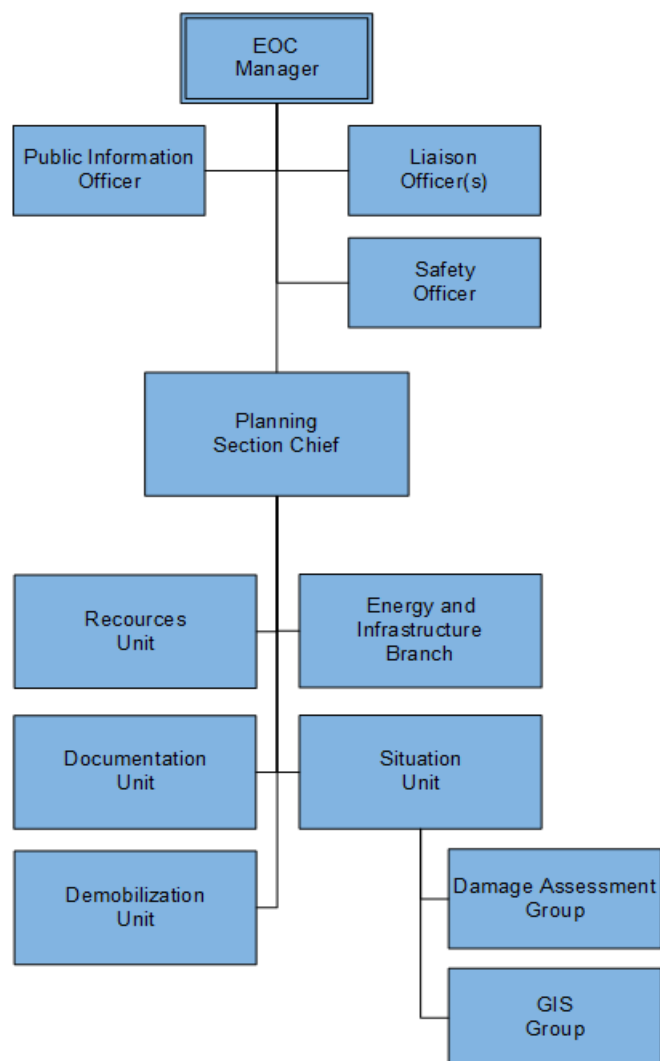 EOC
Manager
Public Information
Officer
Liaison
Officer(s)
Safety
Officer
Planning
Section Chief
Recources
Unit
Energy and
Infrastructure
Branch
Documentation
Unit
Situation
Unit
Demobilization
Unit
Damage Assessment
Group
GIS
Group